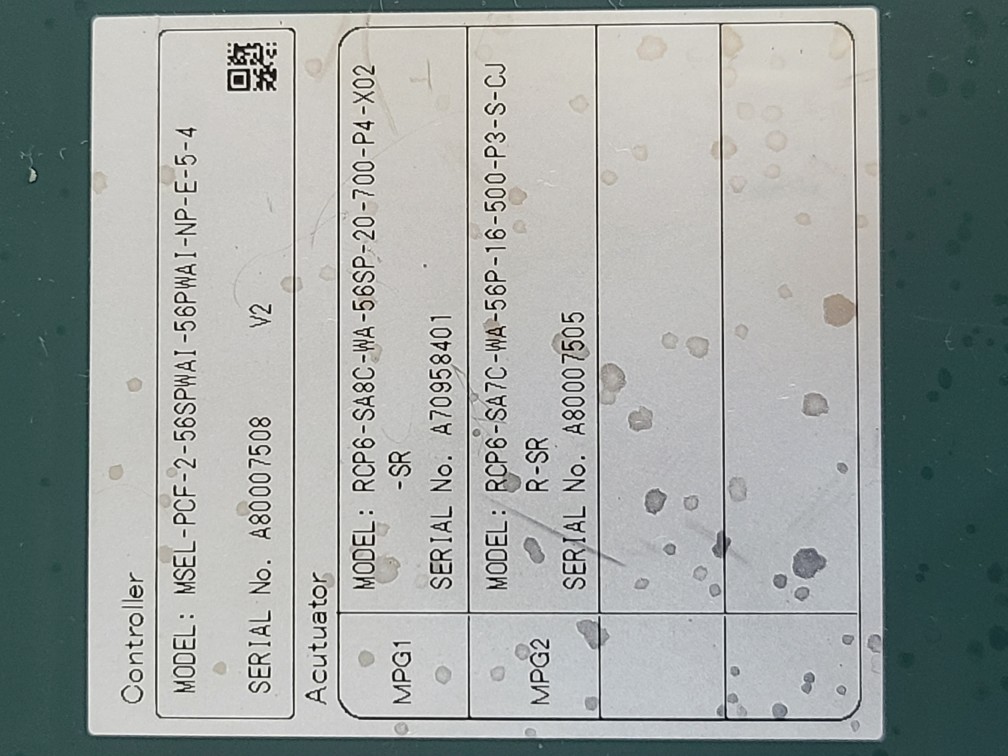 Controller
MODEL: MSEL-PCF-2-56SPWAI-56PWAI-NP-E-5-4
SERIAL No. A80007508 V2
Acutuator
MPG1
MODEL: RCP6-SA8C-WA-56SP-20-700-P4-X02
-SR
SERIAL No. A70958401
MPG2
MODEL: RCP6-SA7C-WA-56P-16-500-P3-S-CJ
R-SR
SERIAL No. A80007505